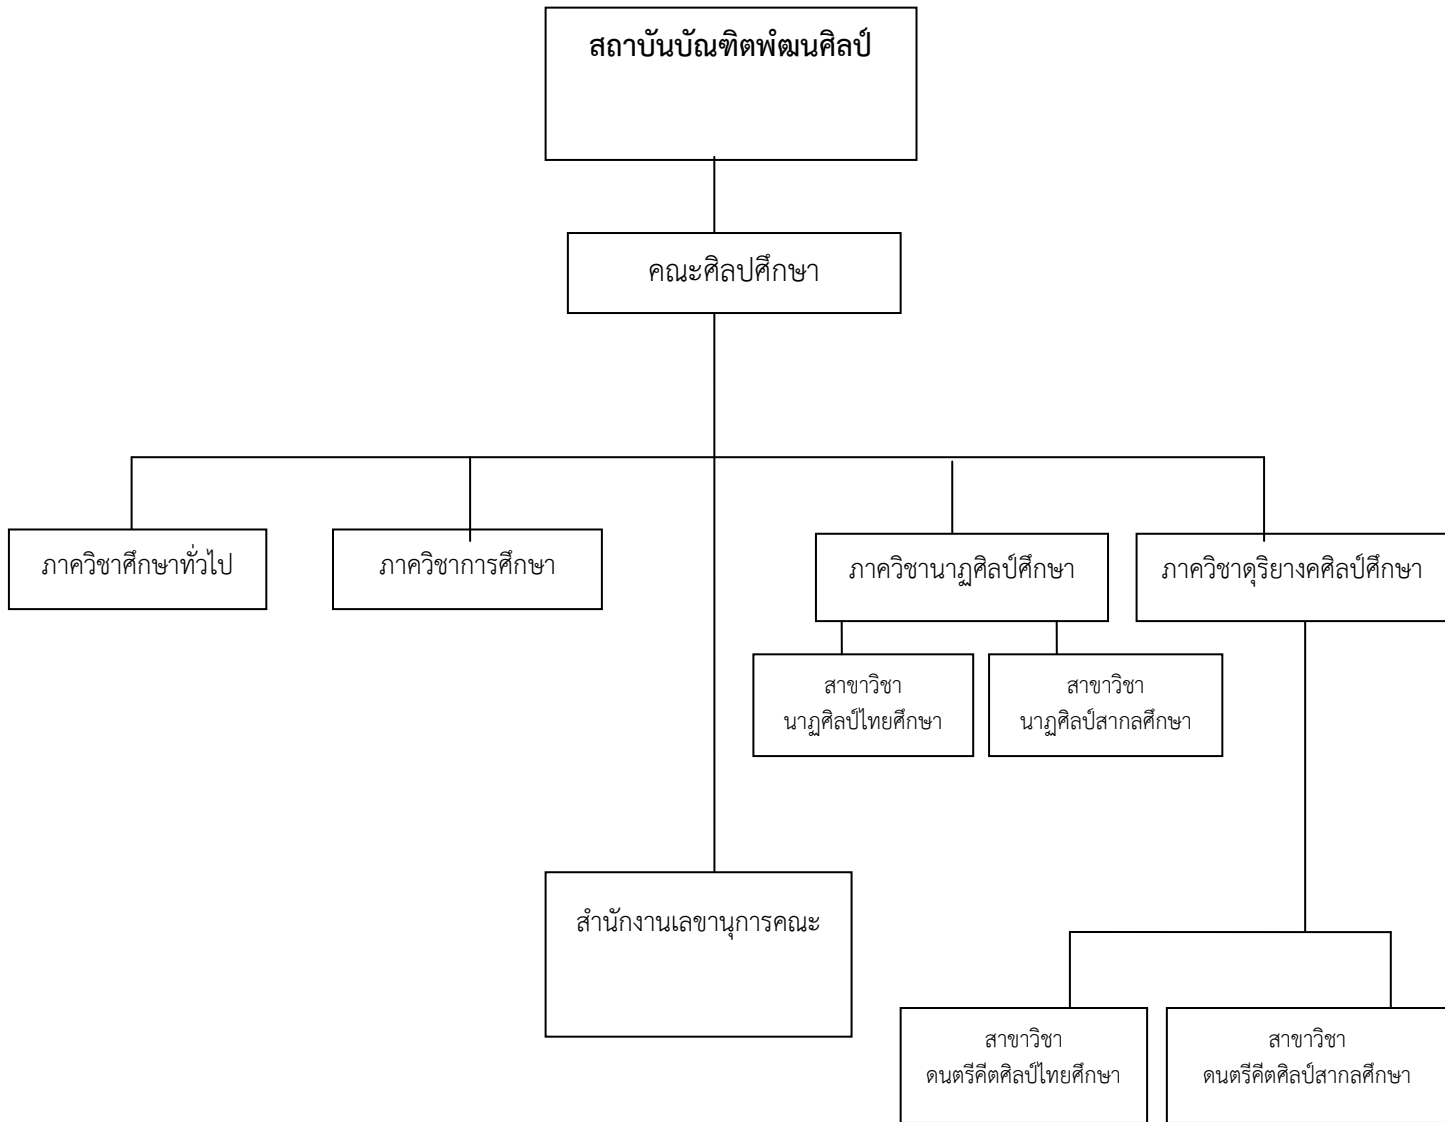 สถาบันบัณฑิตพํฒนศิลป์
คณะศิลปศึกษา
ภาควิชาศึกษาทั่วไป
ภาควิชาการศึกษา
ภาควิชานาฏศิลป์ศึกษา
ภาควิชาดุริยางคศิลป์ศึกษา
สาขาวิชา
นาฏศิลป์ไทยศึกษา
สาขาวิชา
นาฏศิลป์สากลศึกษา
สำนักงานเลขานุการคณะ
สาขาวิชา
ดนตรีคีตศิลป์ไทยศึกษา
สาขาวิชา
ดนตรีคีตศิลป์สากลศึกษา